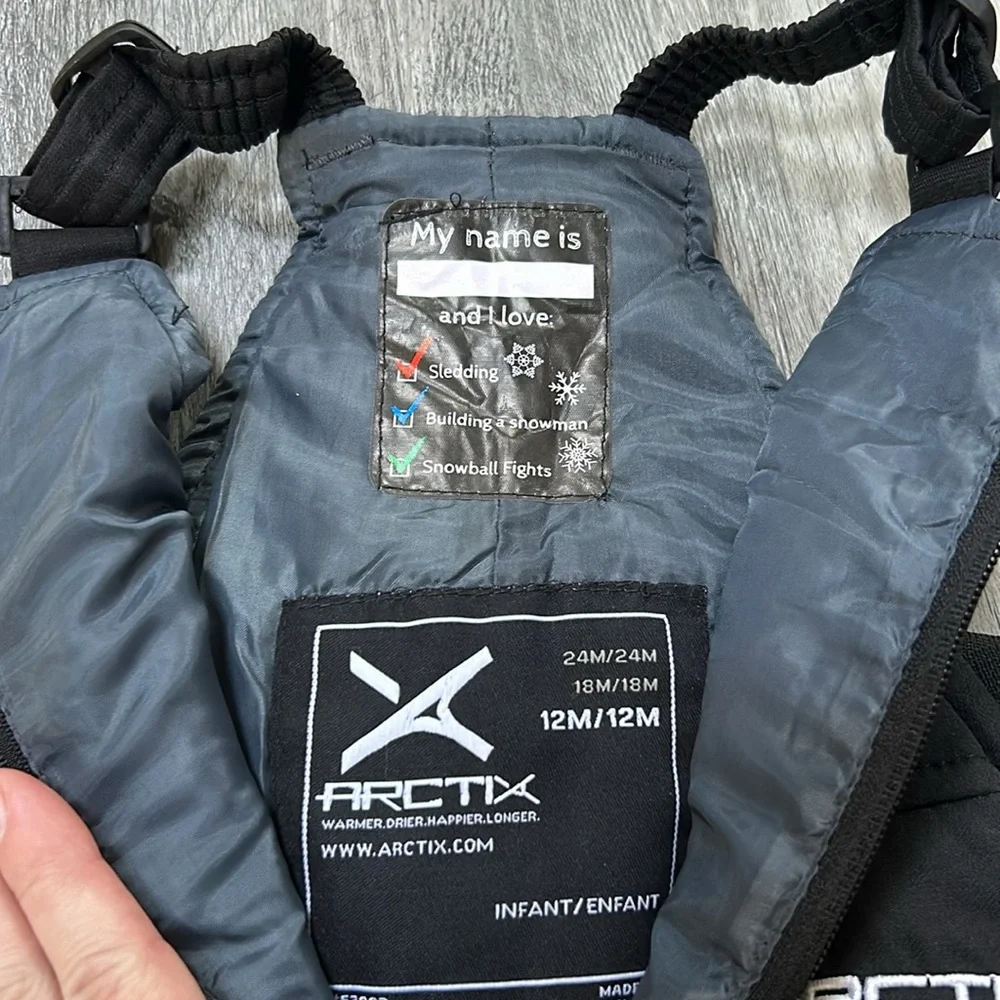 My name is
and I love:
Sledding
Building a snowman
Snowball Fights
24M/24M
18M/18M
12M/12M
ARCTIX
WARMER.DRIER.HAPPIER.LONGER.
WWW.ARCTIX.COM
INFANT/ENFANT
MADE